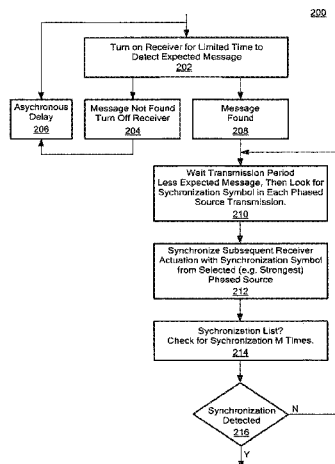 200
Turn on Receiver for Limited Time to
Detect Expected Message
202
Asychronous
Delay
206
Message Not Found
Turn Off Receiver
204
Message
Found
208
Wait Transmission Period
Less Expected Message, Then Look for
Sychronization Symbol in Each Phased
Source Transmission.
210
Synchronize Subsequent Receiver
Actuation with Synchronization Symbol
from Selected (e.g. Strongest)
Phased Source
212
Sychronization List?
Check for Sychronization M Times.
214
Sychronization
Detected
216
N
Y